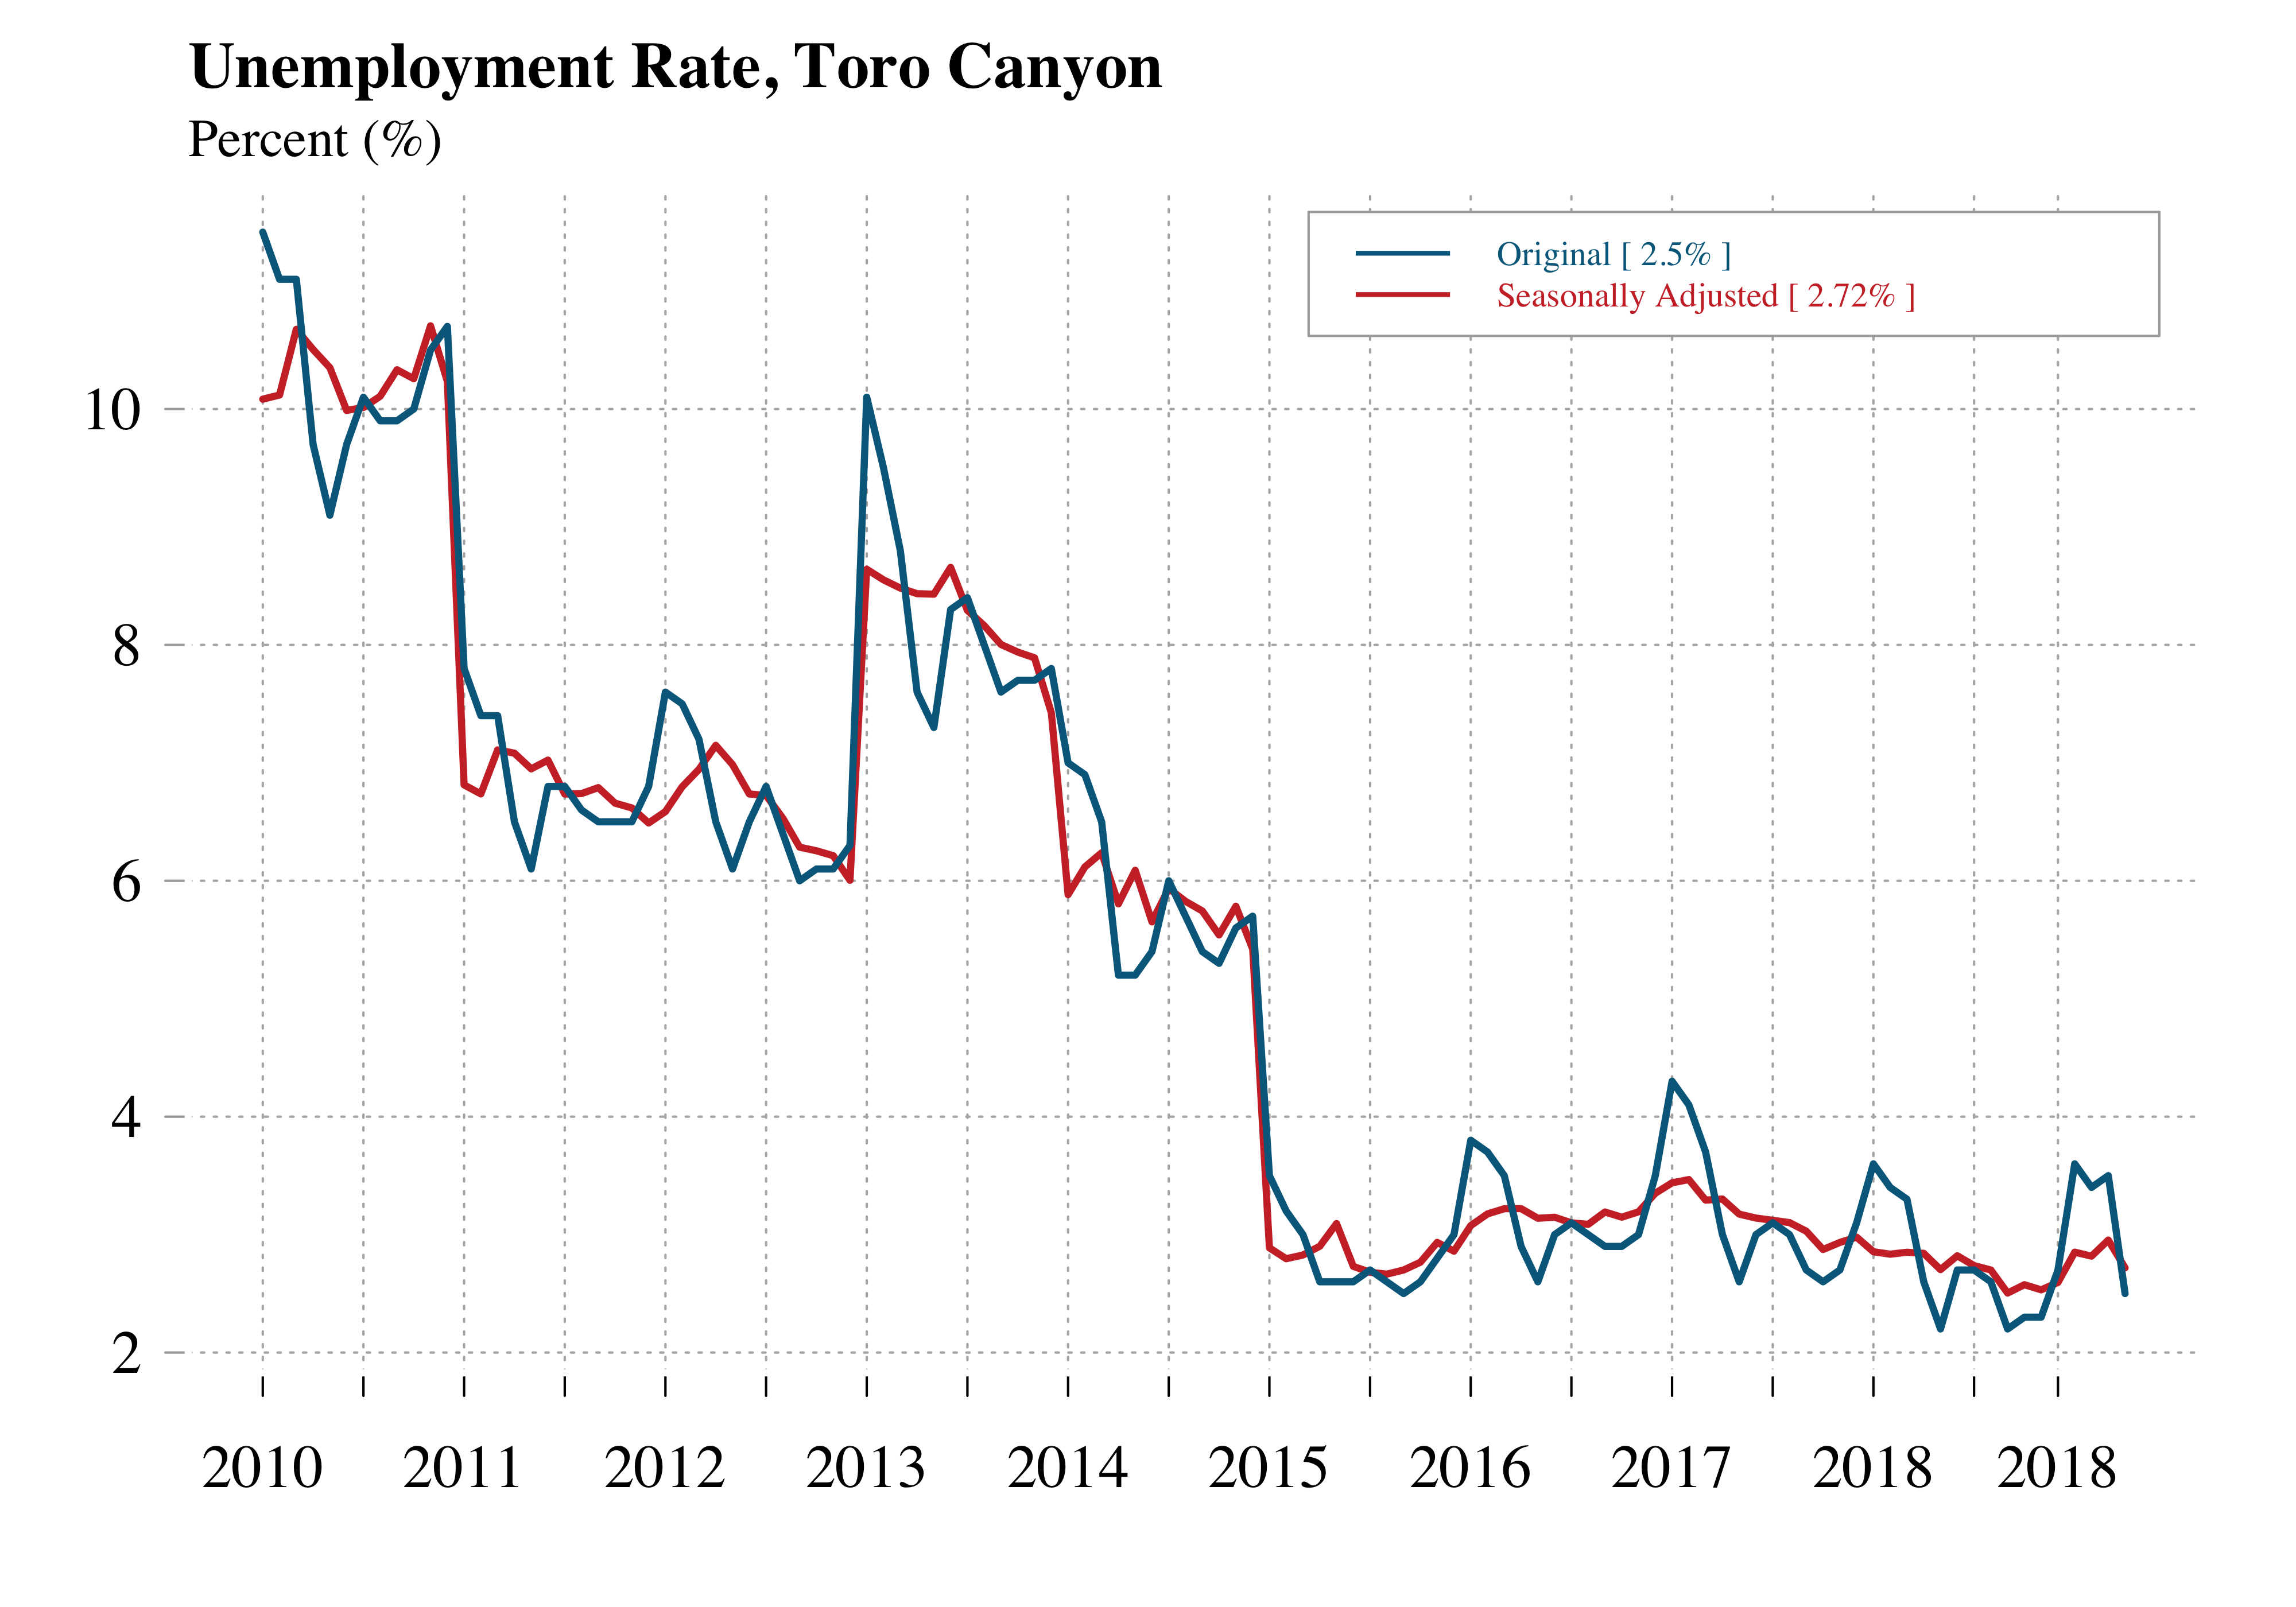 Unemployment Rate, Toro Canyon
Percent (%)
Original [ 2.5% ]
Seasonally Adjusted [ 2.72% ]
10
8
6
4
2
2010 2011 2012 2013 2014 2015 2016 2017 2018 2018